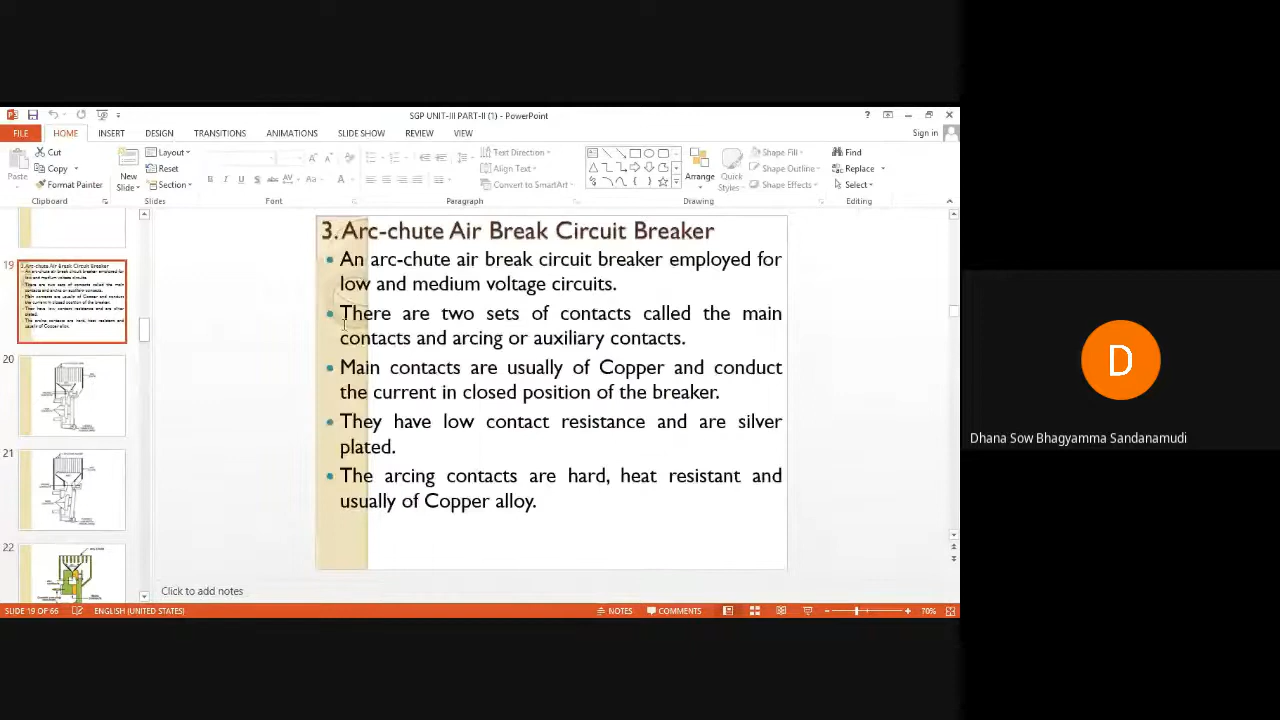 SGP UNIT-III PART-II (1) - PowerPoint
FILE HOME INSERT DESIGN TRANSITIONS ANIMATIONS SLIDE SHOW REVIEW VIEW Sign in
Paste Cut Copy Format Painter
New Slide Layout Reset Section
Text Direction Align Text Convert to SmartArt
Arrange Quick Styles Shape Fill Shape Outline Shape Effects
Find Replace Select
Clipboard Slides Font Paragraph Drawing Editing
19
20
21
22
3.Arc-chute Air Break Circuit Breaker
An arc-chute air break circuit breaker employed for
low and medium voltage circuits.
There are two sets of contacts called the main
contacts and arcing or auxiliary contacts.
Main contacts are usually of Copper and conduct
the current in closed position of the breaker.
They have low contact resistance and are silver
plated.
The arcing contacts are hard, heat resistant and
usually of Copper alloy.
Click to add notes
SLIDE 19 OF 66 ENGLISH (UNITED STATES) NOTES COMMENTS 70%
D
Dhana Sow Bhagyamma Sandanamudi